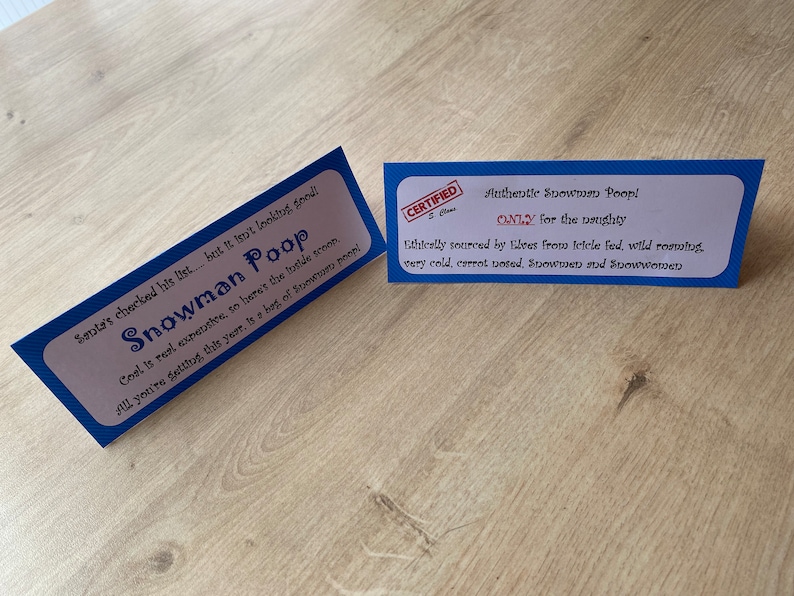 Santa's checked his list..... but it isn't looking good!
Snowman Poop
Coal is real expensive, so here's the inside scoop.
All you're getting this year, is a bag of Snowman poop!
CERTIFIED
S. Claus
Authentic Snowman Poop!
ONLY for the naughty
Ethically sourced by Elves from Icicle fed, wild roaming,
very cold, carrot nosed, Snowmen and Snowwomen